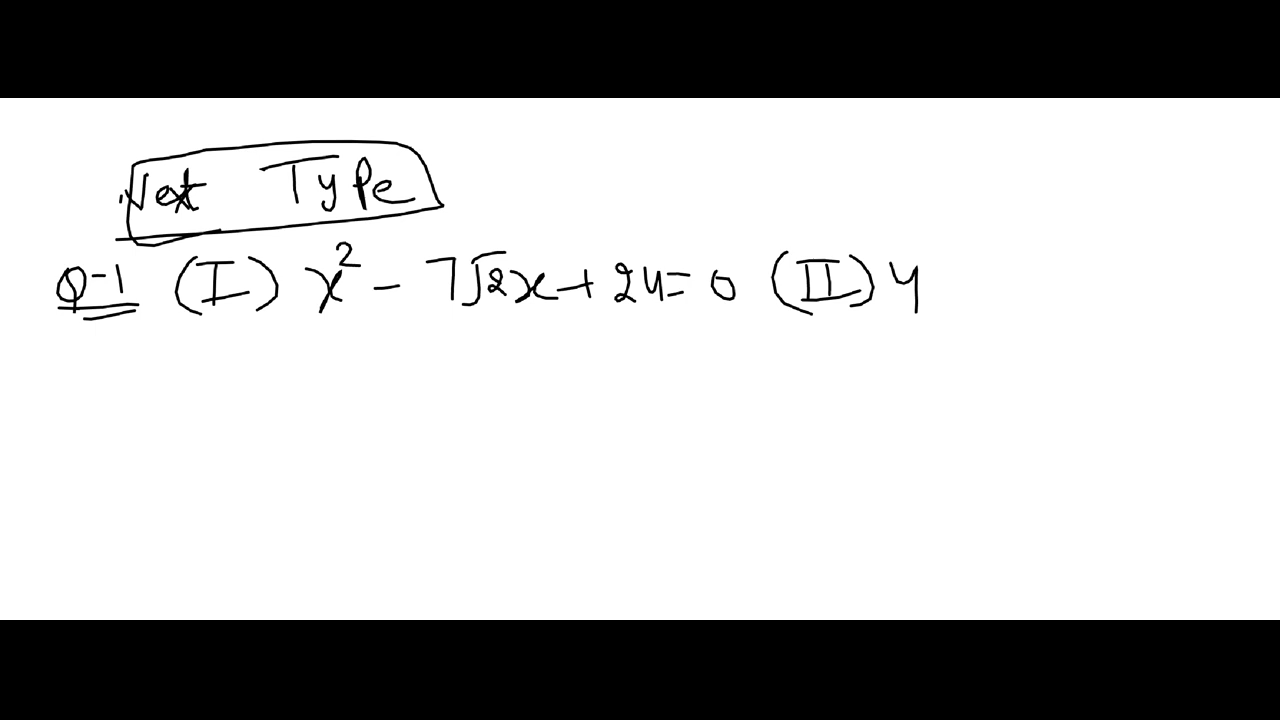 Next Type
Q-1 (I) x² - 7√2x + 24 = 0 (II) y